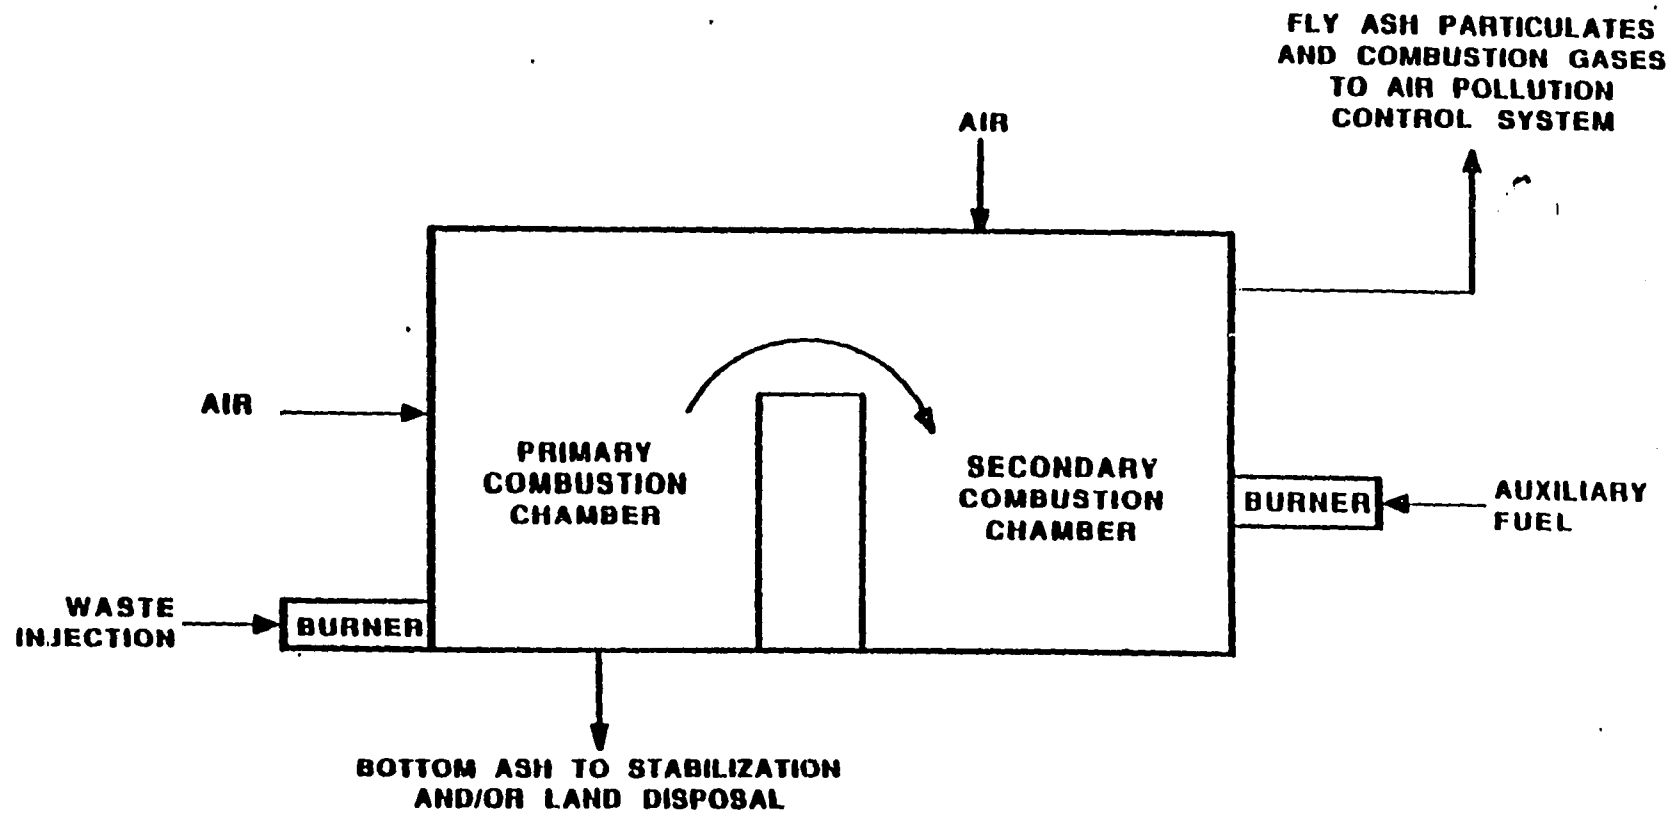 FLY ASH PARTICULATES
AND COMBUSTION GASES
TO AIR POLLUTION
CONTROL SYSTEM
AIR
AIR
PRIMARY
COMBUSTION
CHAMBER
SECONDARY
COMBUSTION
CHAMBER
BURNER
AUXILIARY
FUEL
WASTE
INJECTION
BURNER
BOTTOM ASH TO STABILIZATION
AND/OR LAND DISPOSAL